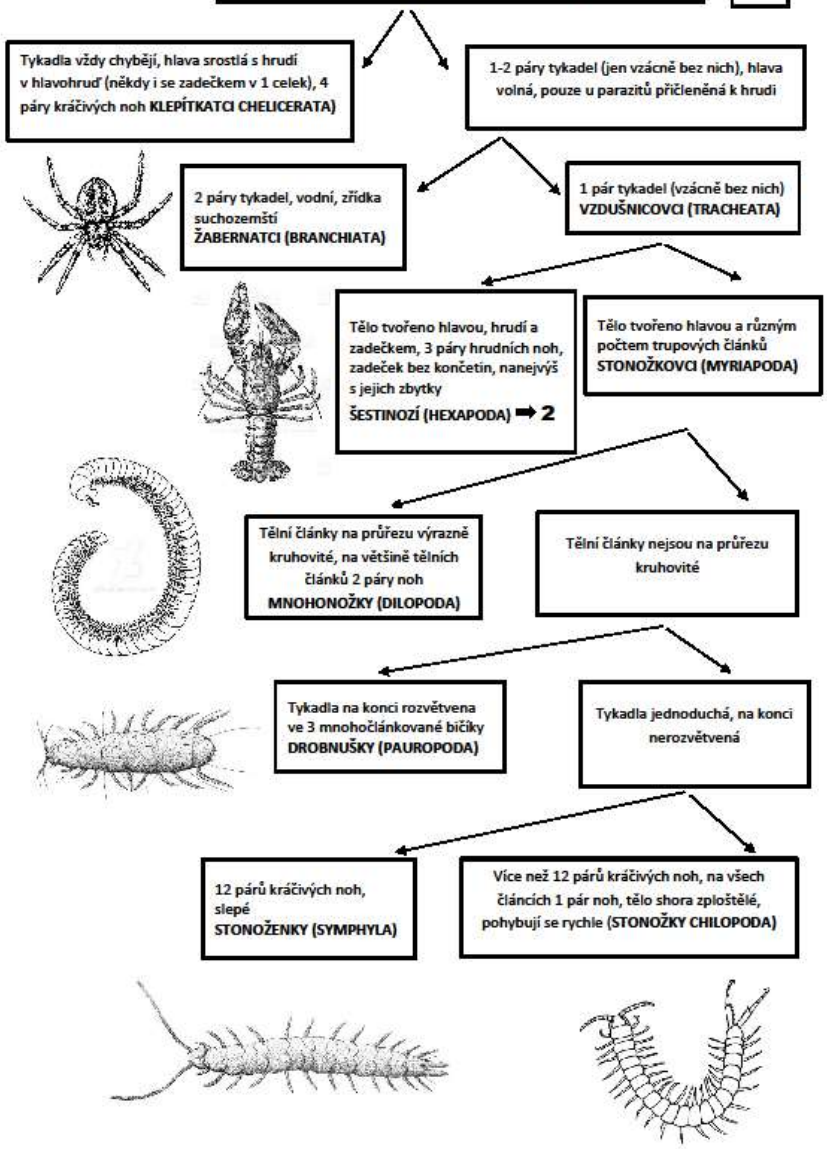 Tykadla vždy chybějí, hlava srostlá s hrudí
v hlavohruď (někdy i se zadečkem v 1 celek), 4
páry kráčivých noh KLEPÍTKATCI CHELICERATA)
1-2 páry tykadel (jen vzácně bez nich), hlava
volná, pouze u parazitů přičleněná k hrudi
2 páry tykadel, vodní, zřídka
suchozemští
ŽABERNATCI (BRANCHIATA)
1 pár tykadel (vzácně bez nich)
VZDUŠNICOVCI (TRACHEATA)
Tělo tvořeno hlavou, hrudí a
zadečkem, 3 páry hrudních noh,
zadeček bez končetin, nanejvýš
s jejich zbytky
ŠESTINOZÍ (HEXAPODA) ➡ 2
Tělo tvořeno hlavou a různým
počtem trupových článků
STONOŽKOVCI (MYRIAPODA)
Tělní články na průřezu výrazně
kruhovité, na většině tělních
článků 2 páry noh
MNOHONOŽKY (DILOPODA)
Tělní články nejsou na průřezu
kruhovité
Tykadla na konci rozvětvena
ve 3 mnohočlánkované bičíky
DROBNUŠKY (PAUROPODA)
Tykadla jednoduchá, na konci
nerozvětvená
12 párů kráčivých noh,
slepé
STONOŽENKY (SYMPHYLA)
Více než 12 párů kráčivých noh, na všech
článcích 1 pár noh, tělo shora zploštělé,
pohybují se rychle (STONOŽKY CHILOPODA)